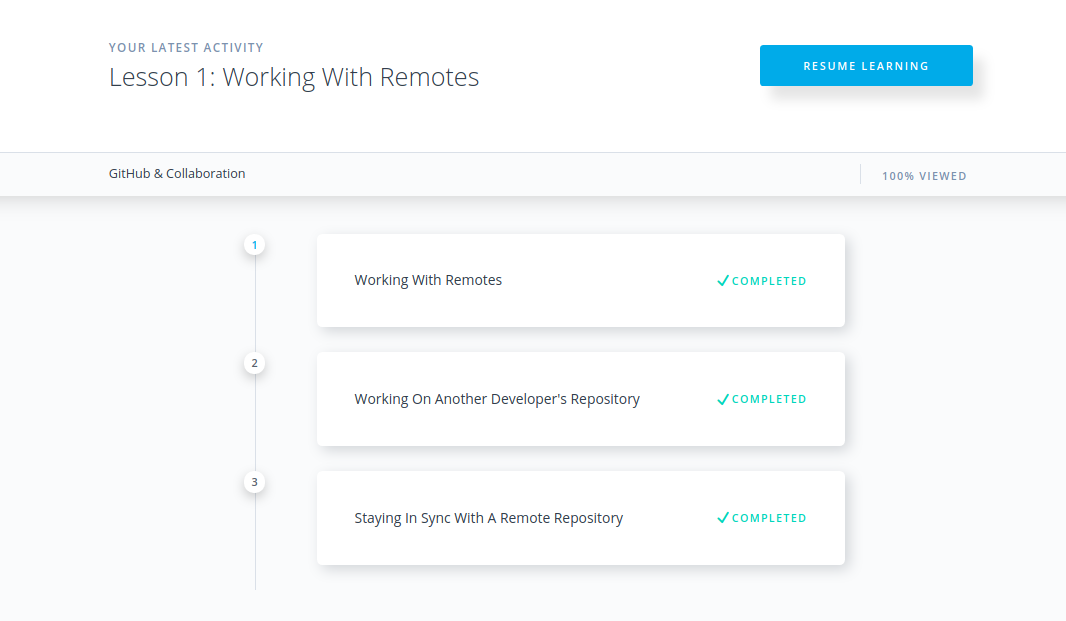 YOUR LATEST ACTIVITY
Lesson 1: Working With Remotes
RESUME LEARNING
GitHub & Collaboration
100% VIEWED
1
Working With Remotes
✓COMPLETED
2
Working On Another Developer's Repository
✓COMPLETED
3
Staying In Sync With A Remote Repository
✓COMPLETED